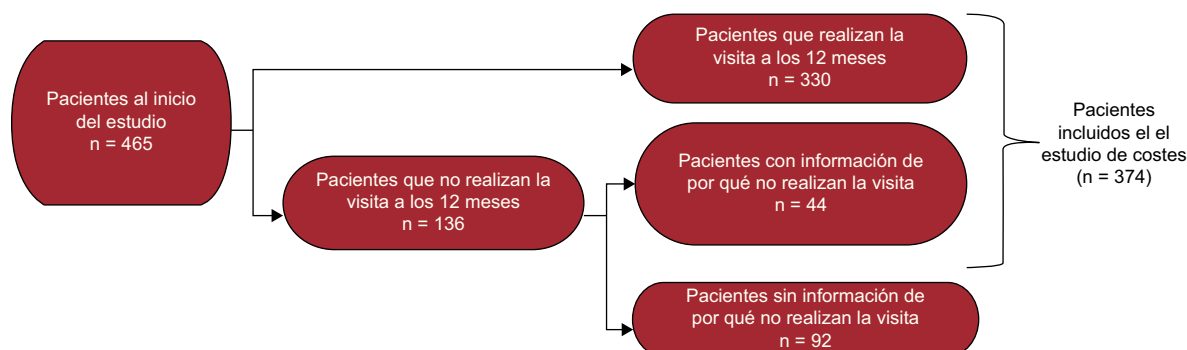 Pacientes al inicio
del estudio
n = 465
Pacientes que realizan la
visita a los 12 meses
n = 330
Pacientes que no realizan la
visita a los 12 meses
n = 136
Pacientes con información de
por qué no realizan la visita
n = 44
Pacientes sin información de
por qué no realizan la visita
n = 92
Pacientes
incluidos el el
estudio de costes
(n = 374)